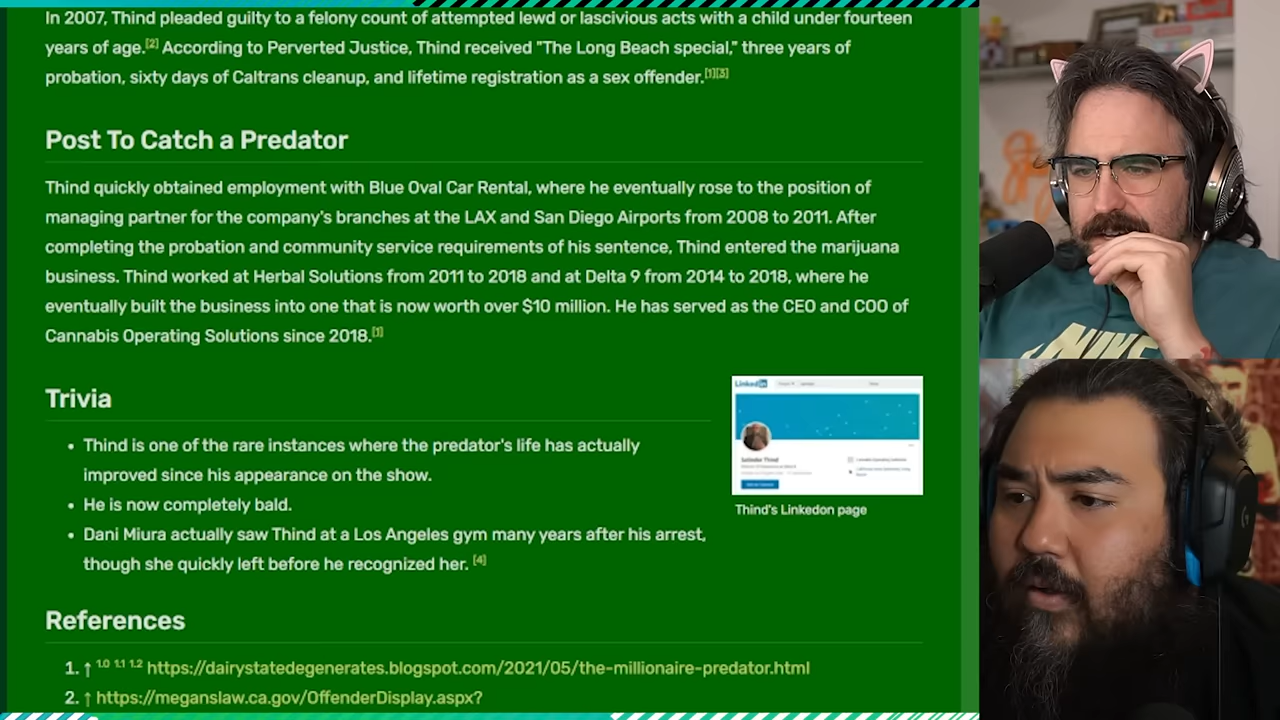 In 2007, Thind pleaded guilty to a felony count of attempted lewd or lascivious acts with a child under fourteen
years of age.[2] According to Perverted Justice, Thind received "The Long Beach special," three years of
probation, sixty days of Caltrans cleanup, and lifetime registration as a sex offender.[1][3]
Post To Catch a Predator
Thind quickly obtained employment with Blue Oval Car Rental, where he eventually rose to the position of
managing partner for the company's branches at the LAX and San Diego Airports from 2008 to 2011. After
completing the probation and community service requirements of his sentence, Thind entered the marijuana
business. Thind worked at Herbal Solutions from 2011 to 2018 and at Delta 9 from 2014 to 2018, where he
eventually built the business into one that is now worth over $10 million. He has served as the CEO and COO of
Cannabis Operating Solutions since 2018.[1]
Trivia
• Thind is one of the rare instances where the predator's life has actually
improved since his appearance on the show.
• He is now completely bald.
• Dani Miura actually saw Thind at a Los Angeles gym many years after his arrest,
though she quickly left before he recognized her. [4]
Linkedin
Thind's Linkedon page
References
1. ↑ 1.0 1.1 1.2 https://dairystatedegenerates.blogspot.com/2021/05/the-millionaire-predator.html
2. ↑ https://meganslaw.ca.gov/OffenderDisplay.aspx?
NIKE